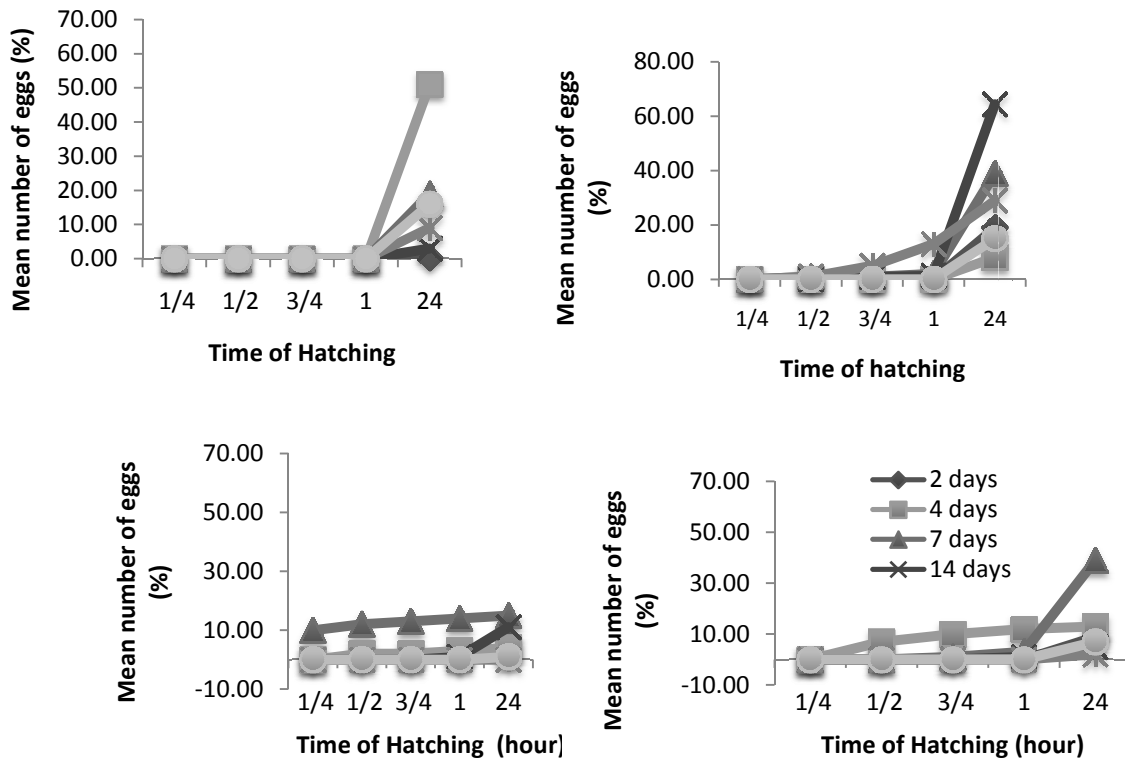 Mean number of eggs (%)
70.00
60.00
50.00
40.00
30.00
20.00
10.00
0.00
1/4 1/2 3/4 1 24
Time of Hatching
Mean number of eggs
(%)
80.00
60.00
40.00
20.00
0.00
1/4 1/2 3/4 1 24
Time of hatching
Mean number of eggs
(%)
70.00
50.00
30.00
10.00
-10.00
1/4 1/2 3/4 1 24
Time of Hatching (hour)
Mean number of eggs
(%)
70.00
50.00
30.00
10.00
-10.00
2 days
4 days
7 days
14 days
1/4 1/2 3/4 1 24
Time of Hatching (hour)